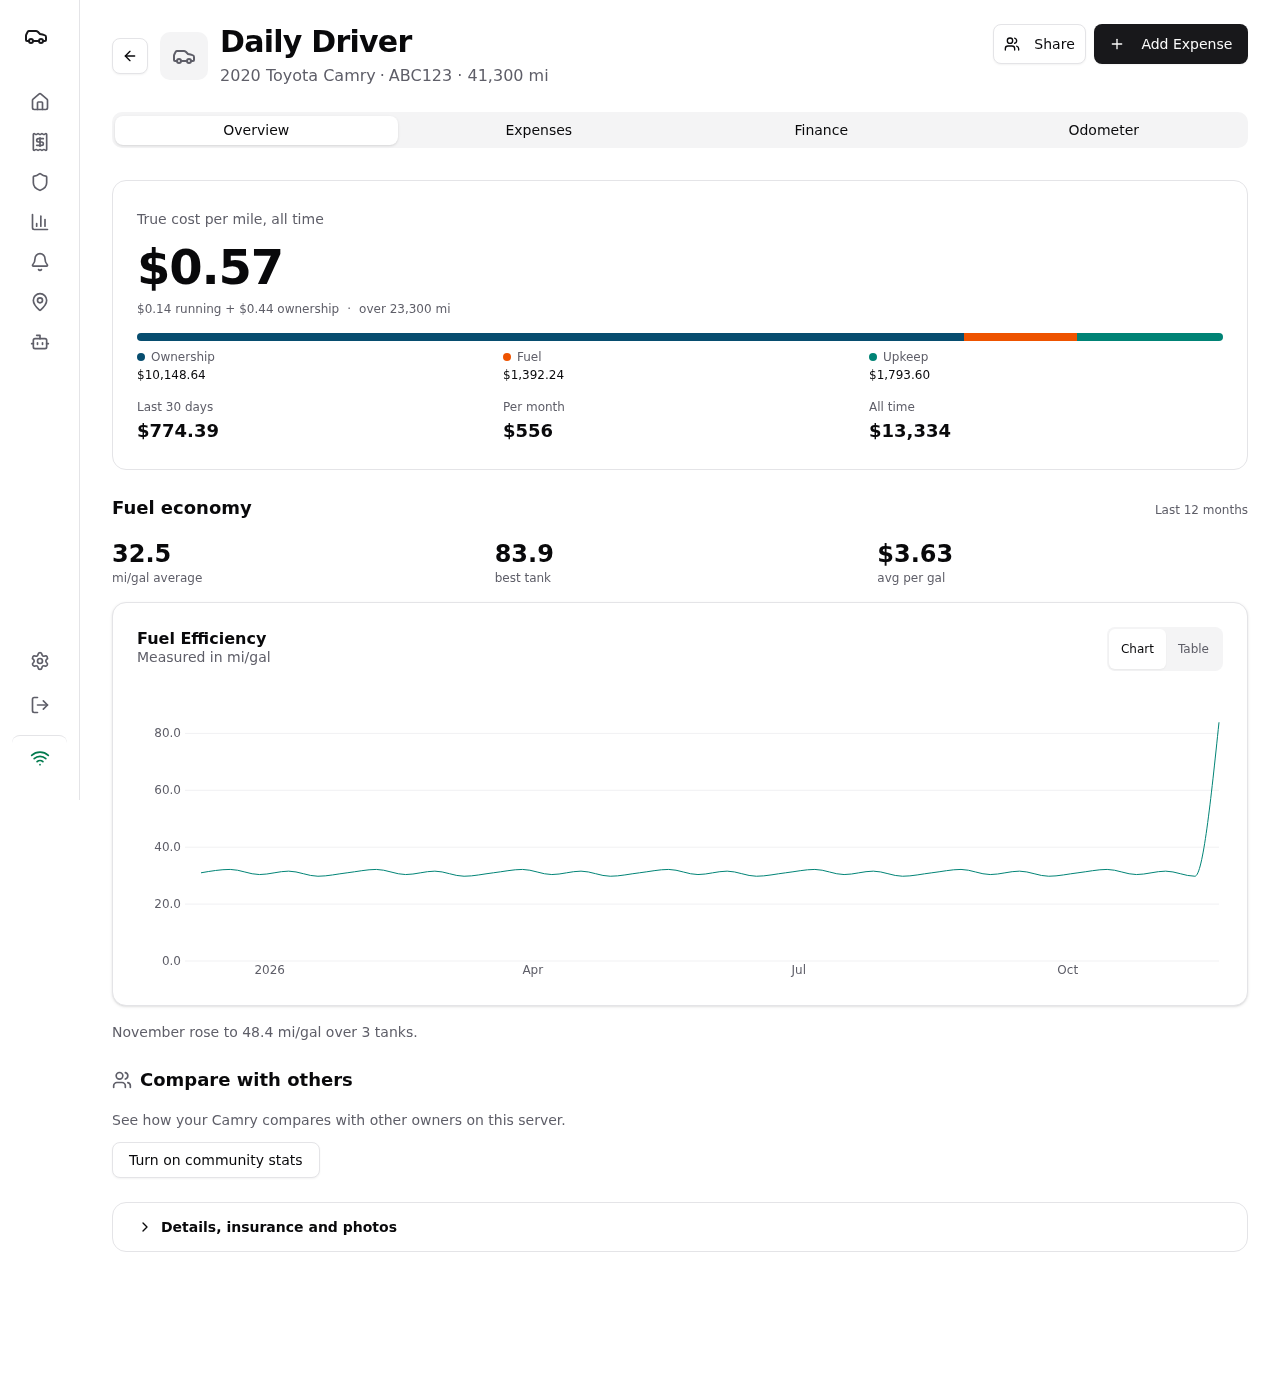 Daily Driver
2020 Toyota Camry · ABC123 · 41,300 mi
Share
Add Expense
Overview
Expenses
Finance
Odometer
True cost per mile, all time
$0.57
$0.14 running + $0.44 ownership · over 23,300 mi
Ownership
$10,148.64
Fuel
$1,392.24
Upkeep
$1,793.60
Last 30 days
$774.39
Per month
$556
All time
$13,334
Fuel economy
Last 12 months
32.5
mi/gal average
83.9
best tank
$3.63
avg per gal
Fuel Efficiency
Measured in mi/gal
Chart
Table
80.0
60.0
40.0
20.0
0.0
2026
Apr
Jul
Oct
November rose to 48.4 mi/gal over 3 tanks.
Compare with others
See how your Camry compares with other owners on this server.
Turn on community stats
Details, insurance and photos